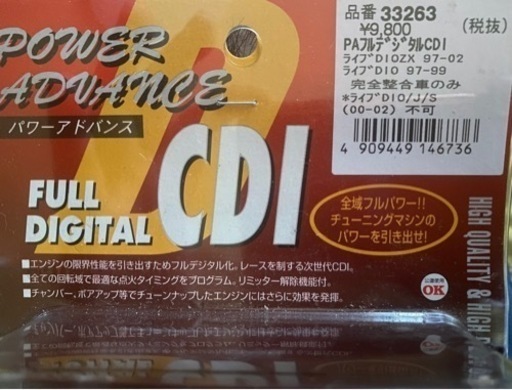 POWER
ADVANCE
パワーアドバンス
FULL
DIGITAL
CDI
品番 33263
¥9,800
(税抜)
PAフルデジタルCDI
ライブDIOZX 97-02
ライブDIO 97-99
完全整合車のみ
*ライブDIO/J/S
(00-02) 不可
4 909449 146736
全域フルパワー!!
チューニングマシンの
パワーを引き出せ!
■エンジンの限界性能を引き出すためフルデジタル化。レースを制する次世代CDI。
■全ての回転域で最適な点火タイミングをプログラム。リミッター解除機能付。
■チャンバー、ボアアップ等でチューンナップしたエンジンにはさらに効果を発揮。
公道使用
OK
HIGH QUALITY & HIGH